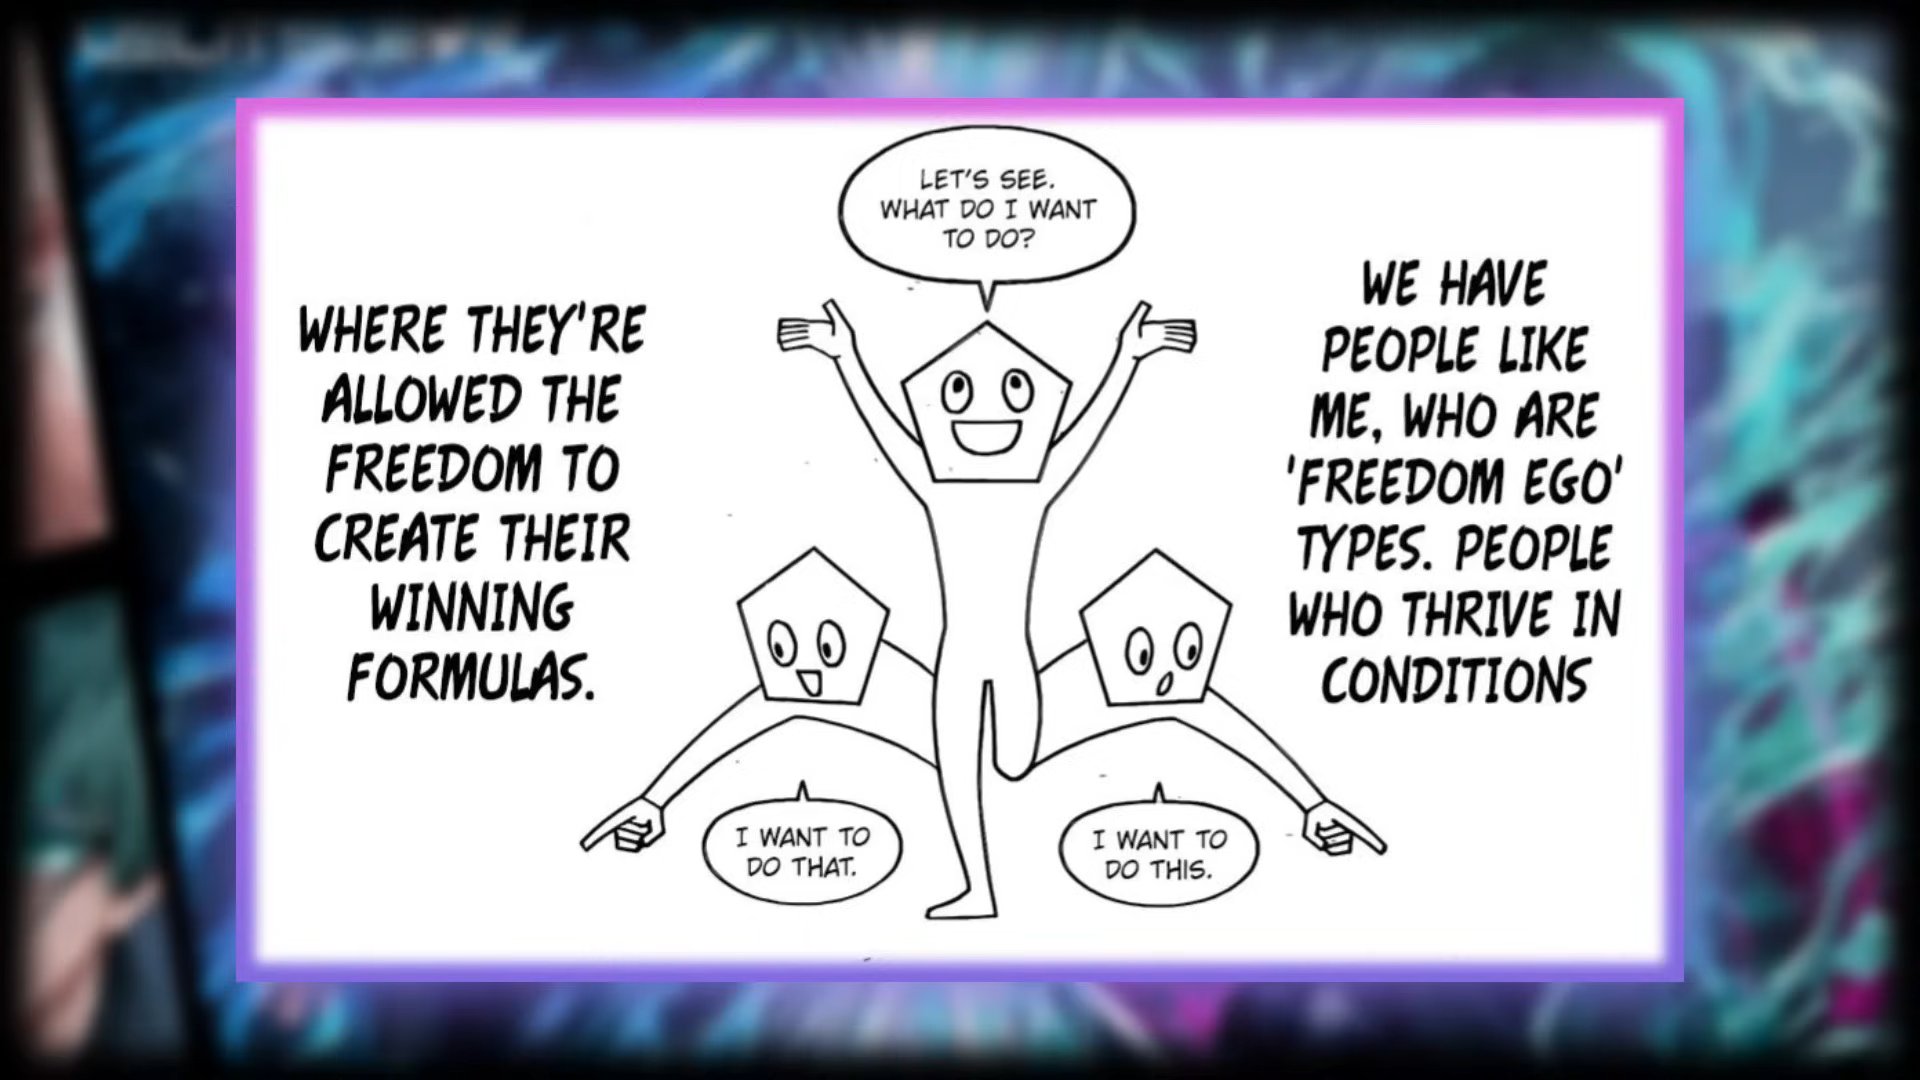 LET'S SEE.
WHAT DO I WANT
TO DO?
WE HAVE
PEOPLE LIKE
ME, WHO ARE
'FREEDOM EGO'
TYPES. PEOPLE
WHO THRIVE IN
CONDITIONS
WHERE THEY'RE
ALLOWED THE
FREEDOM TO
CREATE THEIR
WINNING
FORMULAS.
I WANT TO
DO THIS.
I WANT TO
DO THAT.